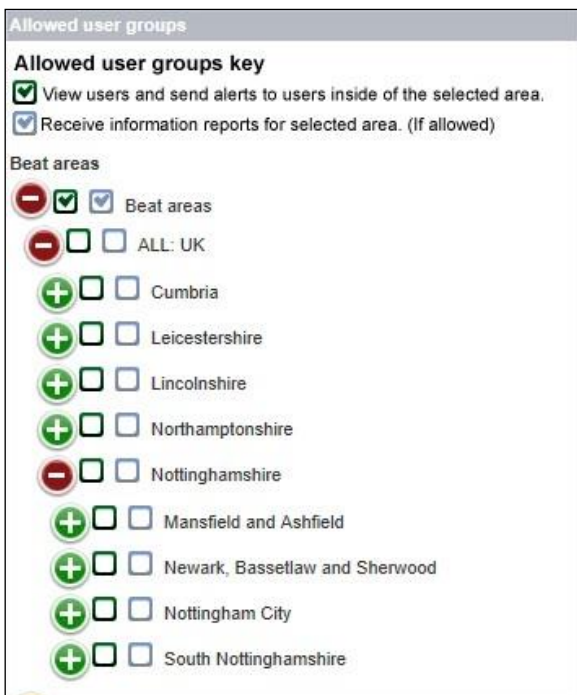 Allowed user groups
Allowed user groups key
View users and send alerts to users inside of the selected area.
Receive information reports for selected area. (If allowed)
Beat areas
Beat areas
ALL: UK
Cumbria
Leicestershire
Lincolnshire
Northamptonshire
Nottinghamshire
Mansfield and Ashfield
Newark, Bassetlaw and Sherwood
Nottingham City
South Nottinghamshire